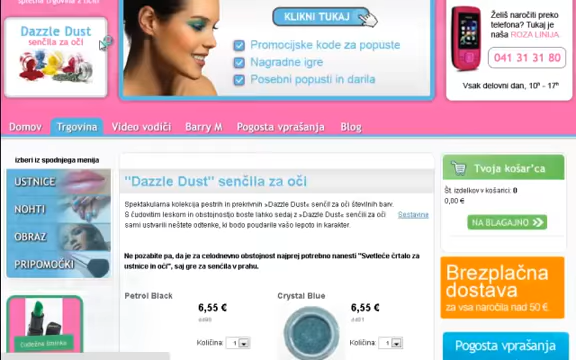 spletna trgovina z očili
Dazzle Dust
senčila za oči
KLIKNI TUKAJ
Promocijske kode za popuste
Nagradne igre
Posebni popusti in darila
Želiš naročiti preko
telefona? Tukaj je
naša ROZA LINIJA.
041 31 31 80
Vsak delovni dan, 10h - 17h
Domov
Trgovina
Video vodiči
Barry M
Pogosta vprašanja
Blog
Izberi iz spodnjega menija
USTNICE
NOHTI
OBRAZ
PRIPOMOČKI
"Dazzle Dust" senčila za oči
Spektakularna kolekcija pestrih in prekrivnih »Dazzle Dust« senčil za oči številnih barv.
S čudovitim leskom in obstojnostjo boste lahko sedaj z »Dazzle Dust« senčili za oči
sami ustvarili neštete odtenke, ki bodo poudarile vašo lepoto in karakter.
Sestavine
Ne pozabite pa, da je za celodnevno obstojnost najprej potrebno nanesti "Svetleče črtalo za
ustnice in oči", saj gre za senčila v prahu.
Petrol Black
6,55 €
Količina: 1
Crystal Blue
6,55 €
Količina: 1
Tvoja košar'ca
Št. izdelkov v košarici: 0
0,00 €
NA BLAGAJNO
Brezplačna
dostava
za vsa naročila nad 50 €.
Pogosta vprašanja